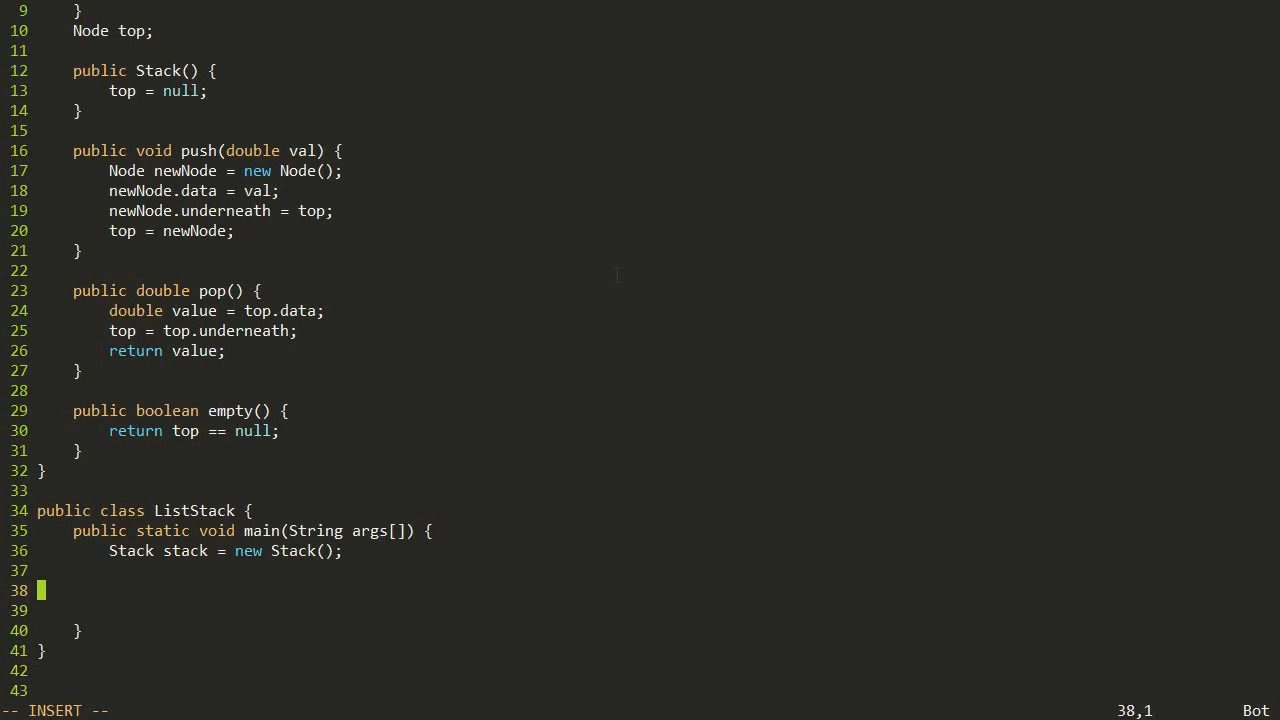 9     }
10     Node top;
11
12     public Stack() {
13         top = null;
14     }
15
16     public void push(double val) {
17         Node newNode = new Node();
18         newNode.data = val;
19         newNode.underneath = top;
20         top = newNode;
21     }
22
23     public double pop() {
24         double value = top.data;
25         top = top.underneath;
26         return value;
27     }
28
29     public boolean empty() {
30         return top == null;
31     }
32 }
33
34 public class ListStack {
35     public static void main(String args[]) {
36         Stack stack = new Stack();
37
38
39
40     }
41 }
42
43
-- INSERT -- 38,1 Bot